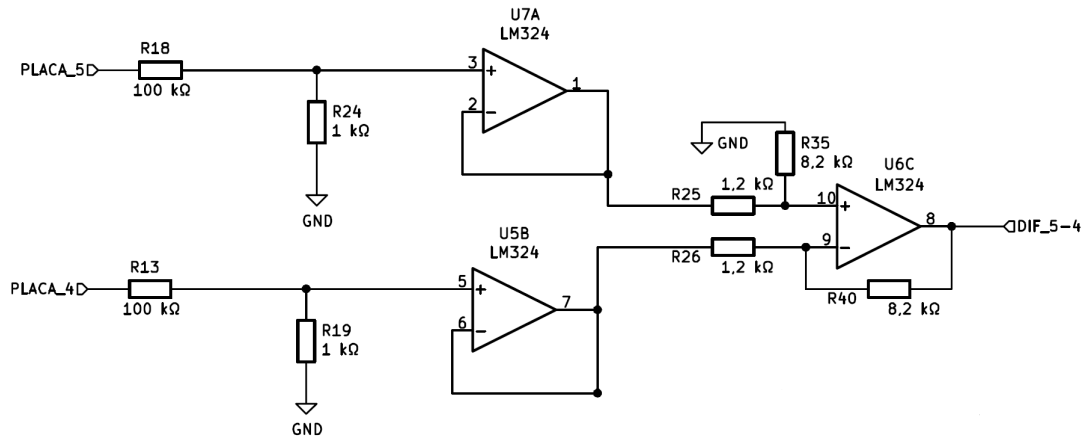 U7A
LM324
R18
PLACA_5
100 kΩ
3
+
1
2
−
R24
1 kΩ
GND
GND
R35
8,2 kΩ
U6C
LM324
R25
1,2 kΩ
10
+
8
DIF_5-4
9
−
R26
1,2 kΩ
R40
8,2 kΩ
U5B
LM324
R13
PLACA_4
100 kΩ
5
+
7
6
−
R19
1 kΩ
GND